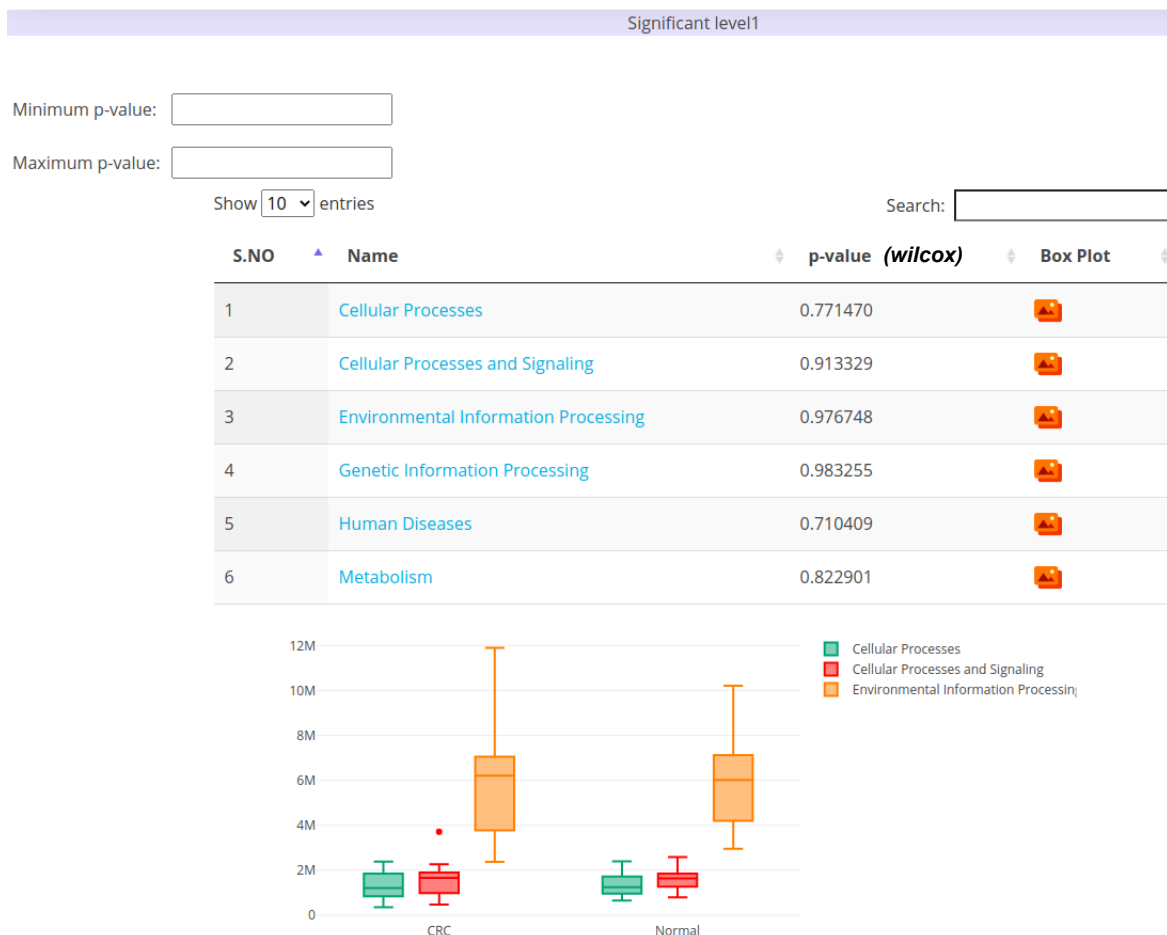 Significant level1
Minimum p-value:
Maximum p-value:
Show 10 entries
Search:
S.NO Name p-value (wilcox) Box Plot
1 Cellular Processes 0.771470
2 Cellular Processes and Signaling 0.913329
3 Environmental Information Processing 0.976748
4 Genetic Information Processing 0.983255
5 Human Diseases 0.710409
6 Metabolism 0.822901
12M
10M
8M
6M
4M
2M
0
CRC Normal
Cellular Processes
Cellular Processes and Signaling
Environmental Information Processin